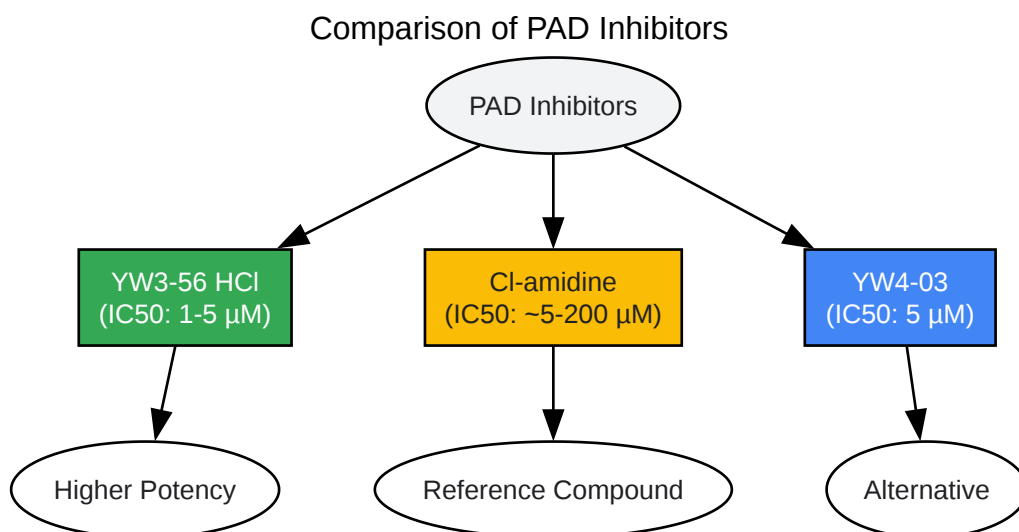 Comparison of PAD Inhibitors
PAD Inhibitors
YW3-56 HCl
(IC50: 1-5 µM)
Cl-amidine
(IC50: ~5-200 µM)
YW4-03
(IC50: 5 µM)
Higher Potency
Reference Compound
Alternative